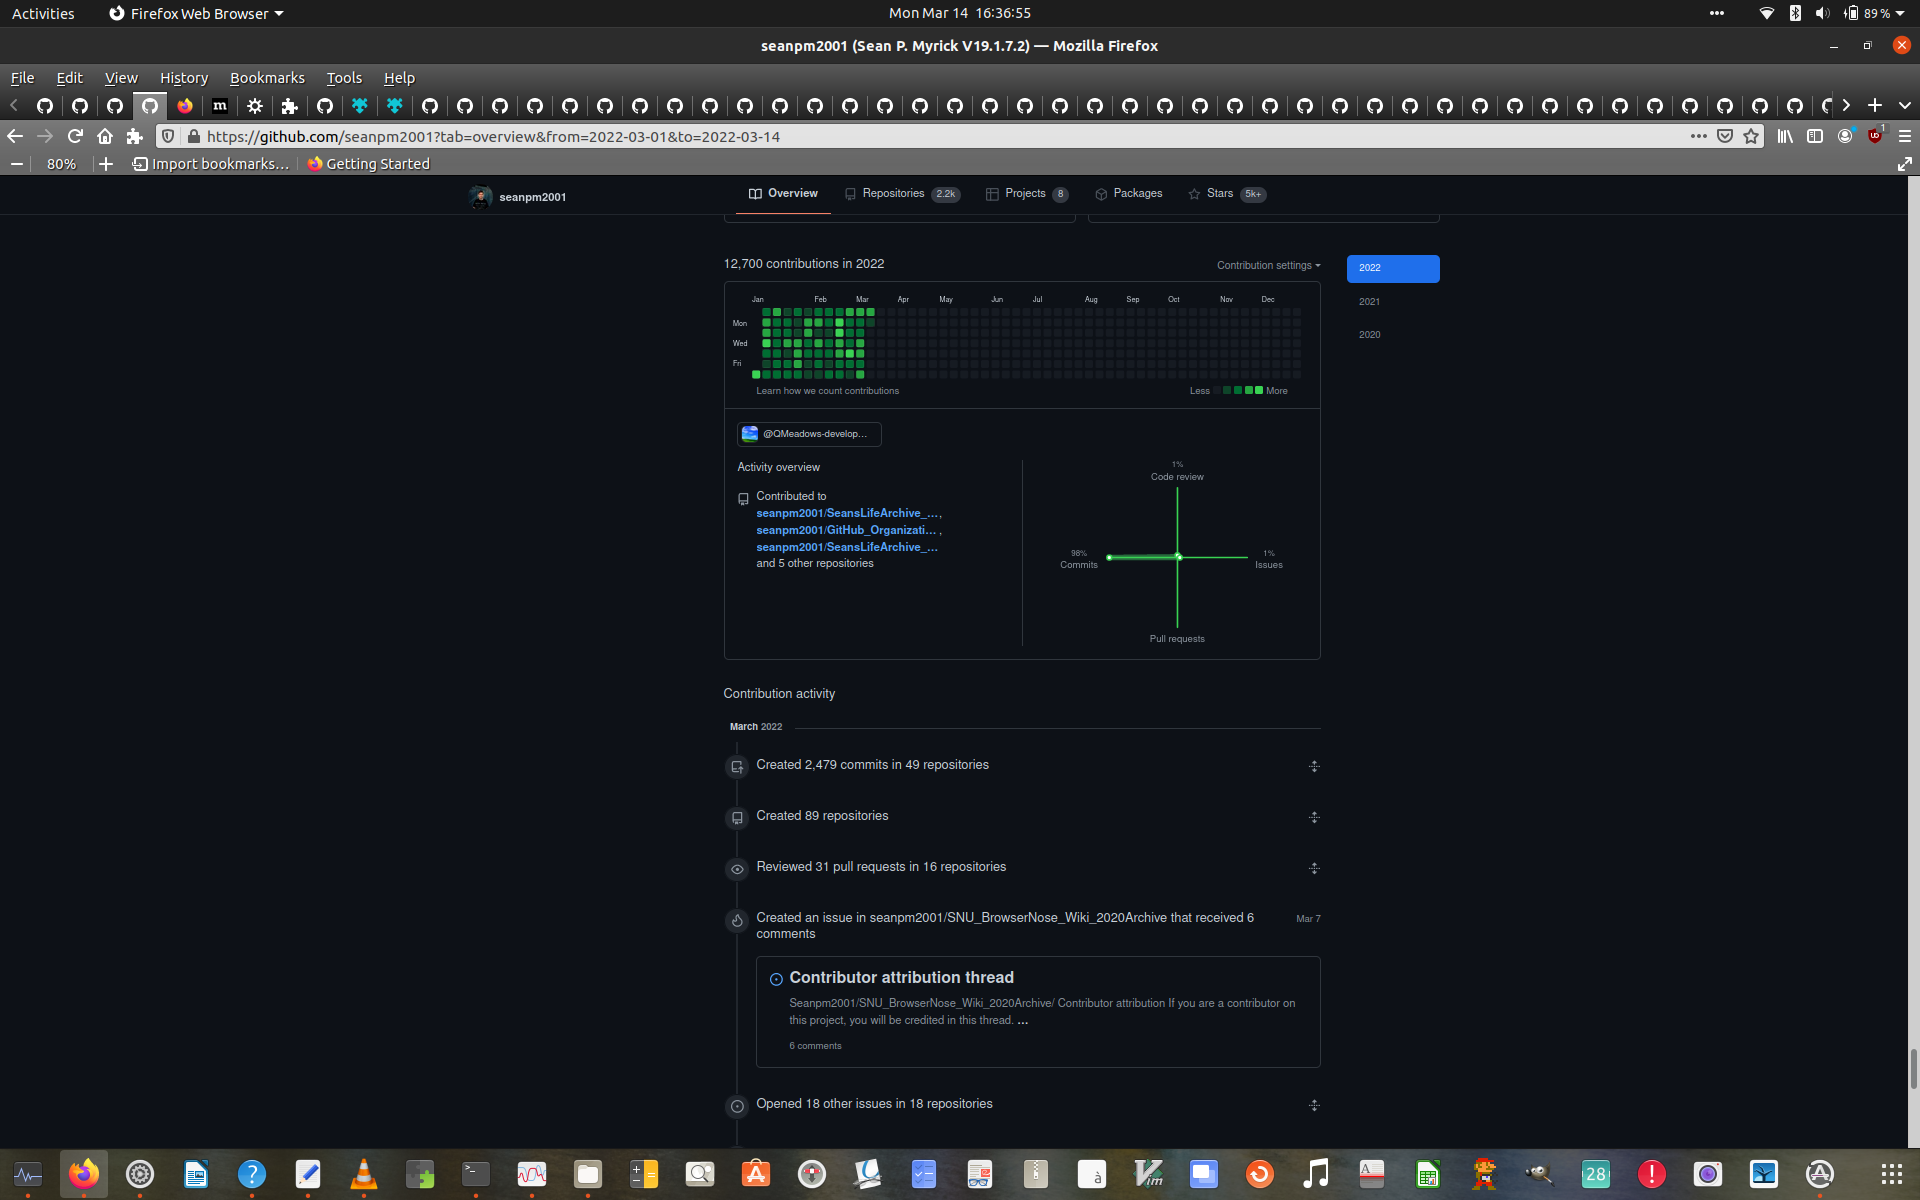 Activities
Firefox Web Browser
Mon Mar 14 16:36:55
89 %
seanpm2001 (Sean P. Myrick V19.1.7.2) — Mozilla Firefox
File Edit View History Bookmarks Tools Help
https://github.com/seanpm2001?tab=overview&from=2022-03-01&to=2022-03-14
1
80%
Import bookmarks...
Getting Started
seanpm2001
Overview
Repositories 2.2k
Projects 8
Packages
Stars 5k+
12,700 contributions in 2022
Contribution settings
2022
2021
2020
Jan Feb Mar Apr May Jun Jul Aug Sep Oct Nov Dec
Mon
Wed
Fri
Learn how we count contributions
Less
More
@QMeadows-develop...
Activity overview
Contributed to
seanpm2001/SeansLifeArchive_... ,
seanpm2001/GitHub_Organizati... ,
seanpm2001/SeansLifeArchive_...
and 5 other repositories
1%
Code review
98%
Commits
1%
Issues
Pull requests
Contribution activity
March 2022
Created 2,479 commits in 49 repositories
Created 89 repositories
Reviewed 31 pull requests in 16 repositories
Created an issue in seanpm2001/SNU_BrowserNose_Wiki_2020Archive that received 6
comments
Mar 7
Contributor attribution thread
Seanpm2001/SNU_BrowserNose_Wiki_2020Archive/ Contributor attribution If you are a contributor on
this project, you will be credited in this thread. ...
6 comments
Opened 18 other issues in 18 repositories
28